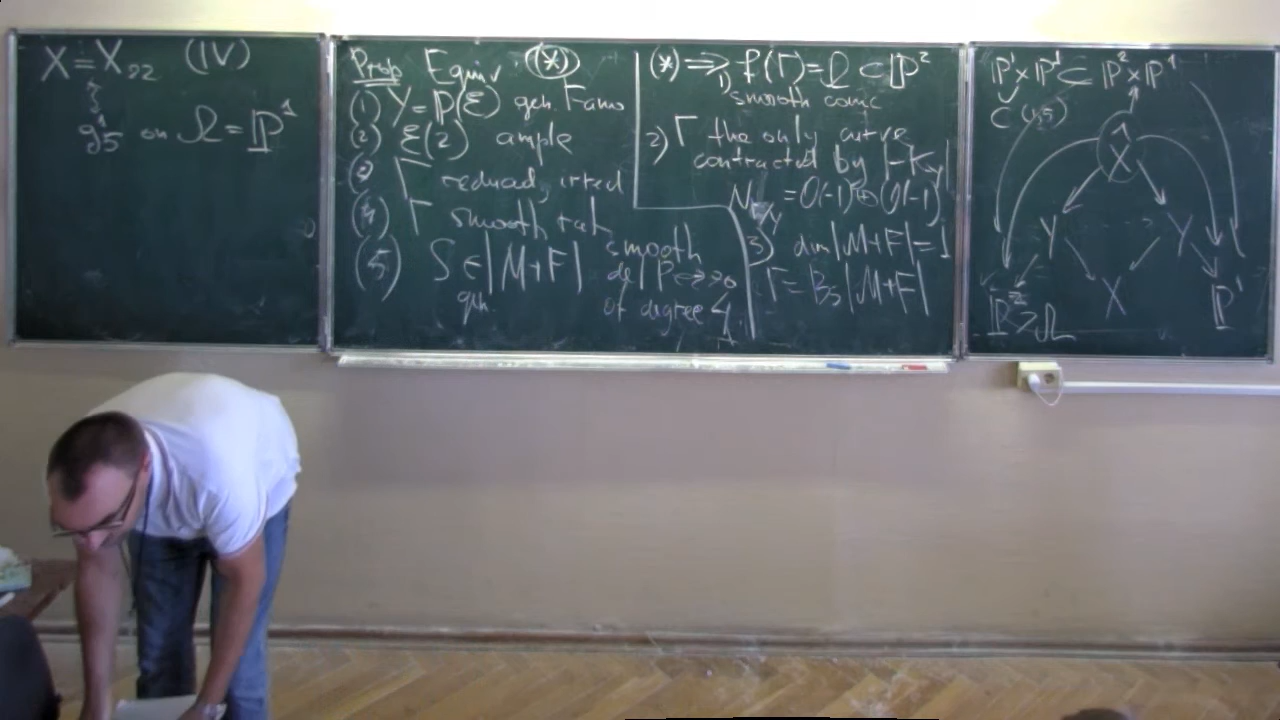 X = X₂₂ (IV)
g¹₅ on Ω = ℙ¹
Prop Equiv (*)
(1) Y = ℙ(ℰ) gen Fano
(2) ℰ(2) ample
(3) Γ reduced, irred
(4) Γ smooth rat
(5) S ∈ |M+F| smooth
gen. delP
of degree 4
(*) ⟹ 1) f(Γ) = Ω ⊂ ℙ²
smooth conic
2) Γ the only curve
contracted by |-K_Y|
N = O(-1)⊕O(-1)
3) dim|M+F| = 1
Γ = Bs|M+F|
ℙ¹×ℙ¹ ⊂ ℙ²×ℙ¹
X̂
Y Y
ℙ² ⊃ Ω X ℙ¹